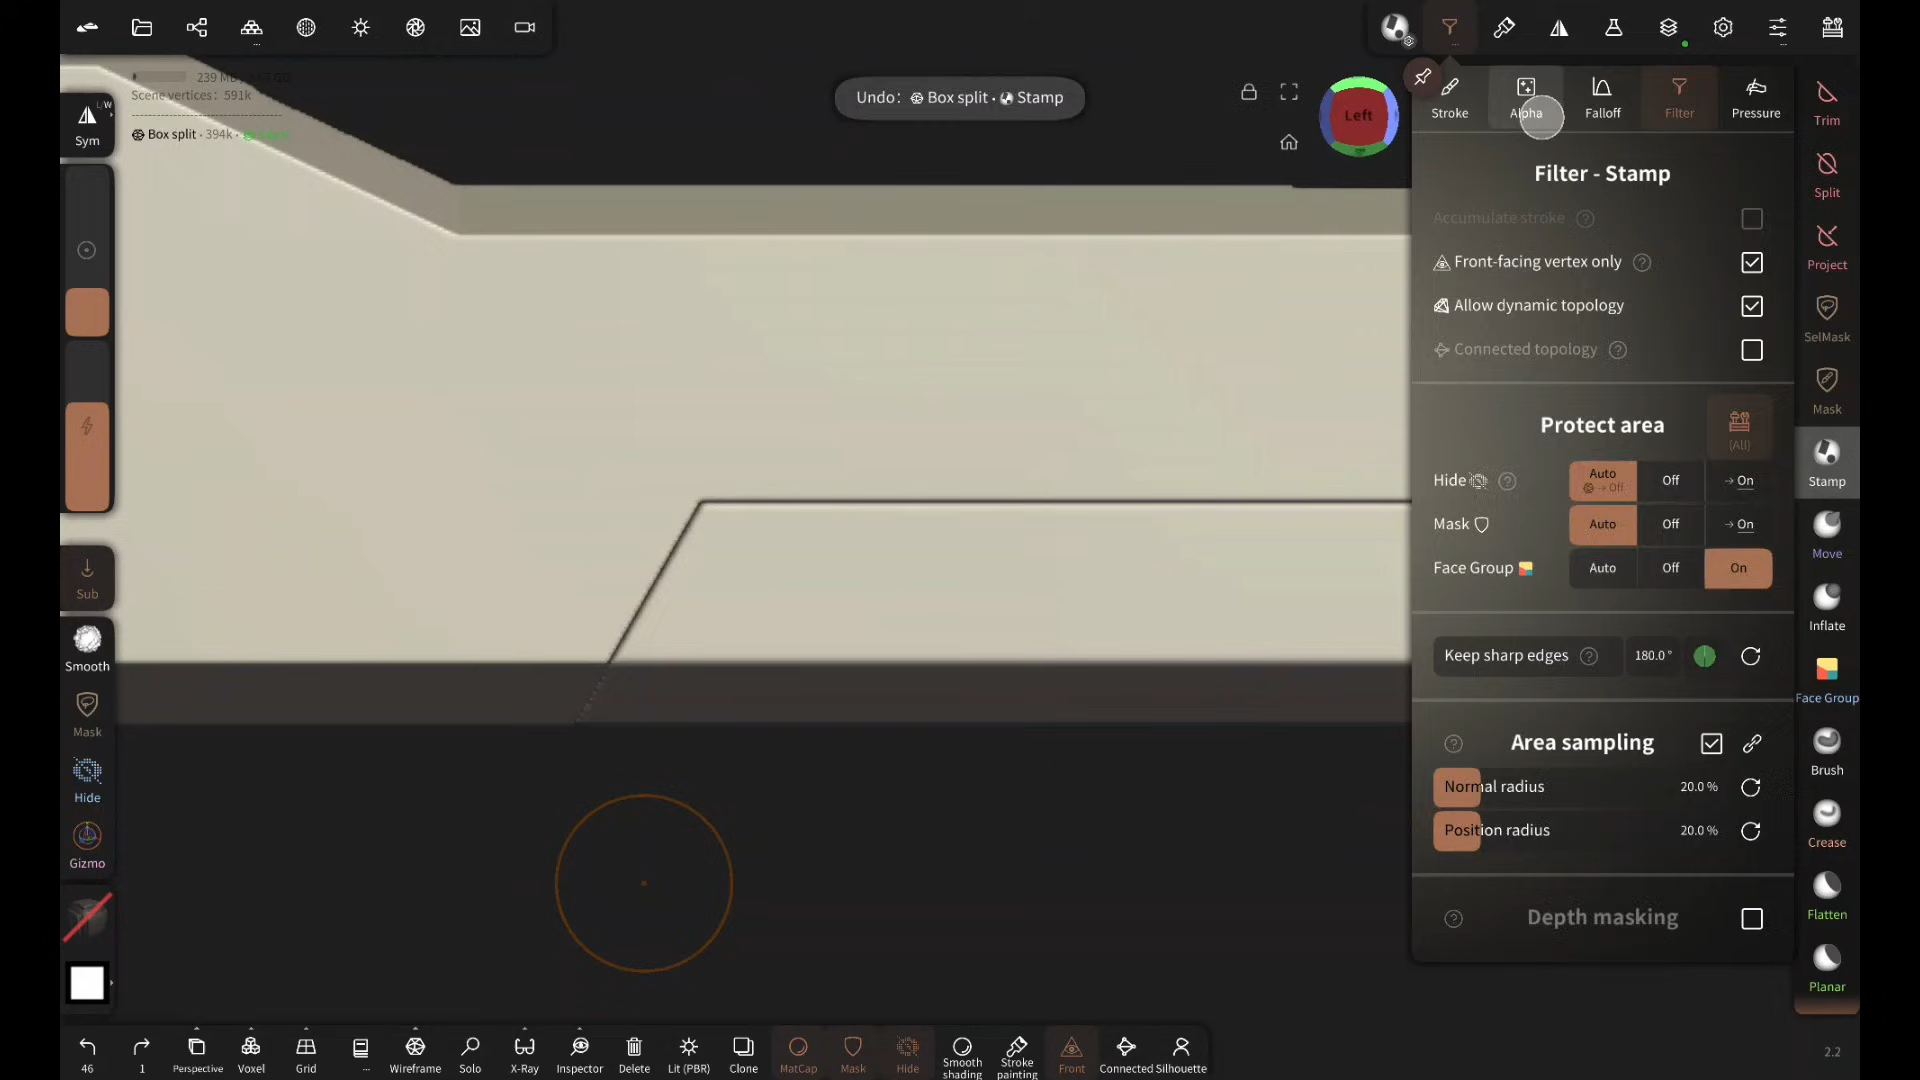 239 MB
Scene vertices: 591k
Box split · 394k ·
Undo: Box split · Stamp
Left
Sym
Sub
Smooth
Mask
Hide
Gizmo
Stroke
Alpha
Falloff
Filter
Pressure
Filter - Stamp
Accumulate stroke ?
Front-facing vertex only ?
Allow dynamic topology
Connected topology ?
Protect area
(All)
Hide ? Auto → Off Off → On
Mask Auto Off → On
Face Group Auto Off On
Keep sharp edges ? 180.0 °
? Area sampling
Normal radius 20.0 %
Position radius 20.0 %
? Depth masking
Trim
Split
Project
SelMask
Mask
Stamp
Move
Inflate
Face Group
Brush
Crease
Flatten
Planar
46
1
Perspective
Voxel
Grid
...
Wireframe
Solo
X-Ray
Inspector
Delete
Lit (PBR)
Clone
MatCap
Mask
Hide
Smooth shading
Stroke painting
Front
Connected
Silhouette
2.2